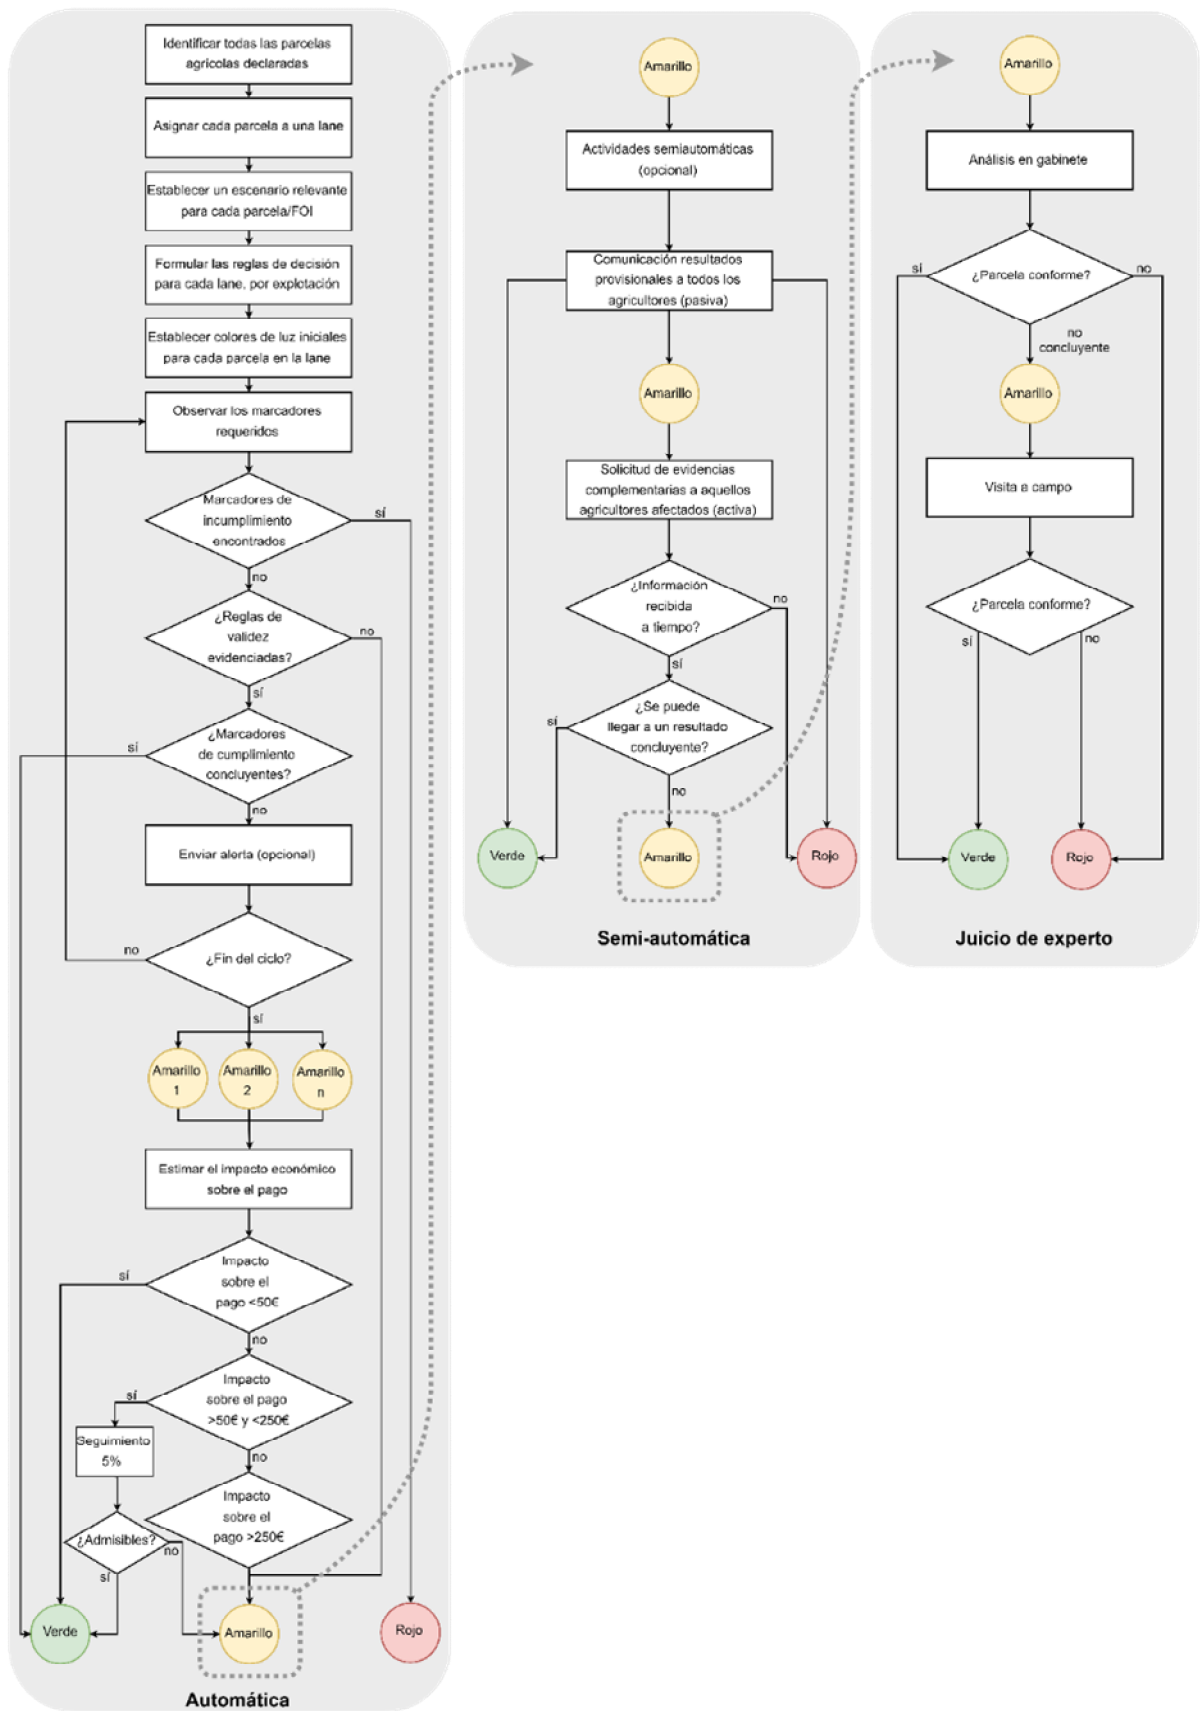 Identificar todas las parcelas
agrícolas declaradas
Asignar cada parcela a una lane
Establecer un escenario relevante
para cada parcela/FOI
Formular las reglas de decisión
para cada lane, por explotación
Establecer colores de luz iniciales
para cada parcela en la lane
Observar los marcadores
requeridos
Marcadores de
incumplimiento
encontrados
sí
no
¿Reglas de
validez
evidenciadas?
no
sí
¿Marcadores
de cumplimiento
concluyentes?
sí
no
Enviar alerta (opcional)
¿Fin del ciclo?
no
sí
Amarillo
1
Amarillo
2
Amarillo
n
Estimar el impacto económico
sobre el pago
Impacto
sobre el
pago <50€
sí
no
Impacto
sobre el pago
>50€ y <250€
sí
no
Seguimiento
5%
Impacto
sobre el
pago >250€
¿Admisibles?
no
sí
Verde
Amarillo
Rojo
Automática
Amarillo
Actividades semiautomáticas
(opcional)
Comunicación resultados
provisionales a todos los
agricultores (pasiva)
Amarillo
Solicitud de evidencias
complementarias a aquellos
agricultores afectados (activa)
¿Información
recibida
a tiempo?
no
sí
¿Se puede
llegar a un resultado
concluyente?
sí
no
Verde
Amarillo
Rojo
Semi-automática
Amarillo
Análisis en gabinete
¿Parcela conforme?
sí
no
no
concluyente
Amarillo
Visita a campo
¿Parcela conforme?
sí
no
Verde
Rojo
Juicio de experto